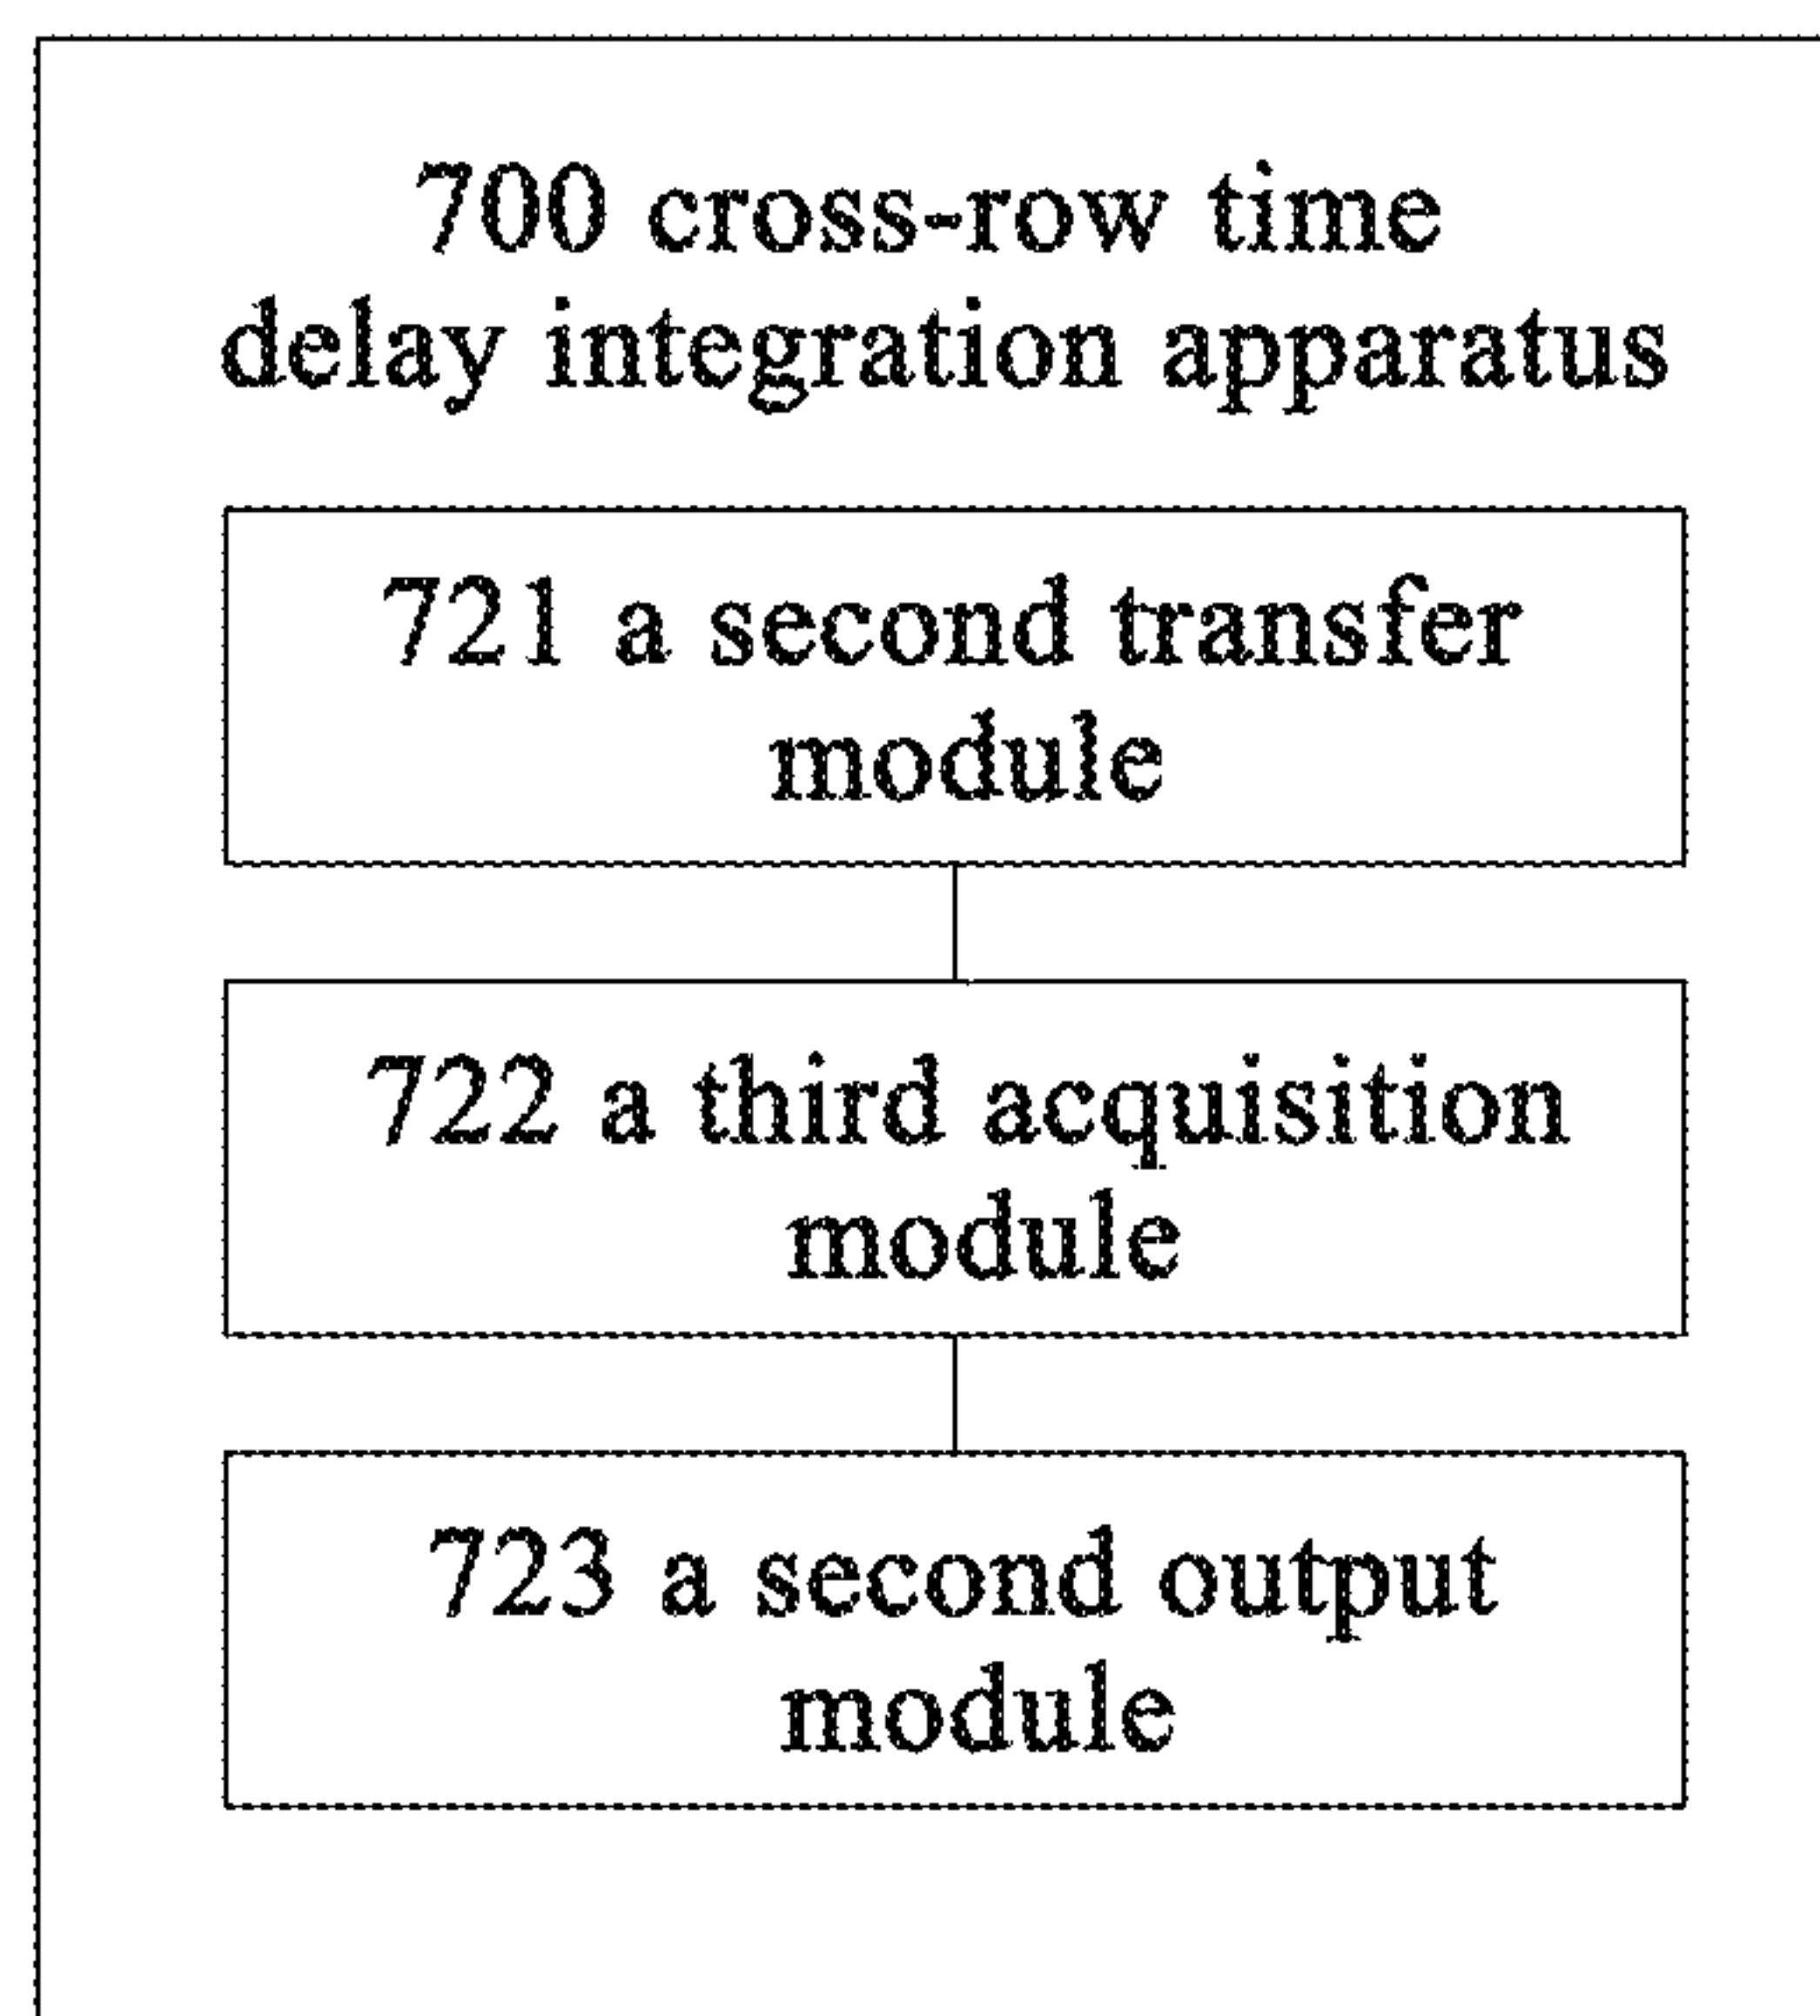 700 cross-row time
delay integration apparatus
721 a second transfer
module
722 a third acquisition
module
723 a second output
module